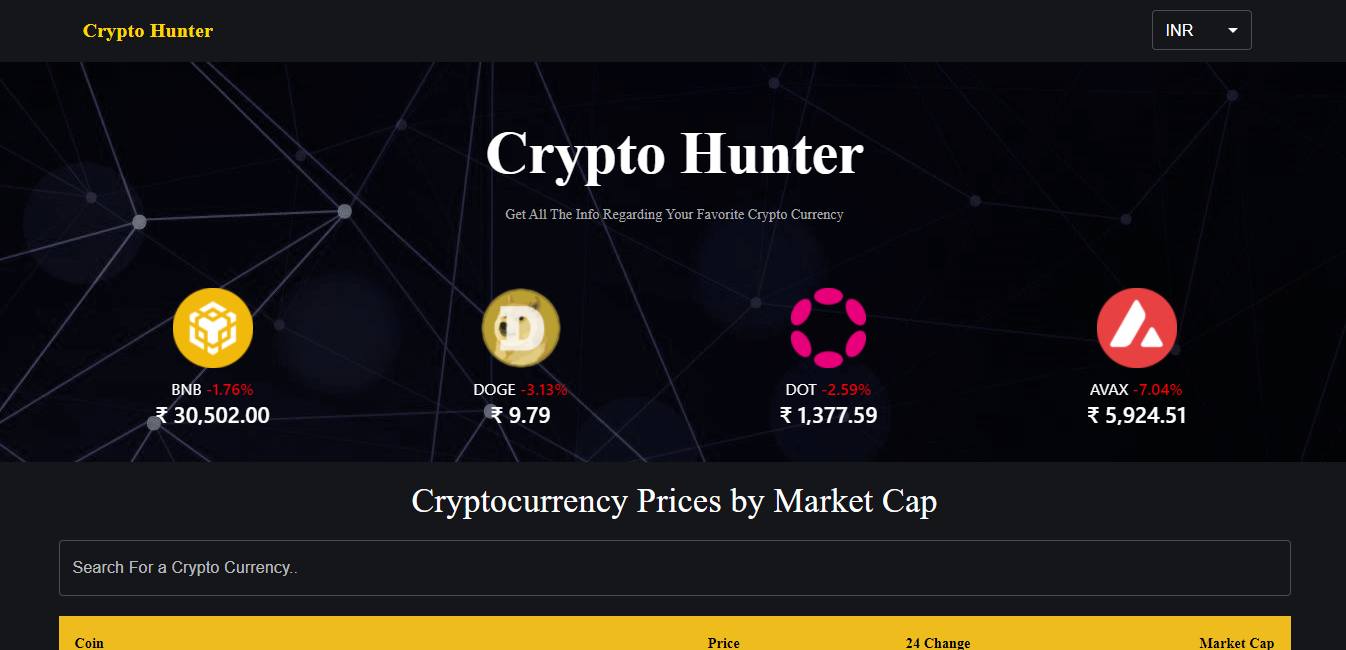 Crypto Hunter
INR
Crypto Hunter
Get All The Info Regarding Your Favorite Crypto Currency
BNB -1.76%
₹ 30,502.00
DOGE -3.13%
₹ 9.79
DOT -2.59%
₹ 1,377.59
AVAX -7.04%
₹ 5,924.51
Cryptocurrency Prices by Market Cap
Search For a Crypto Currency..
Coin Price 24 Change Market Cap